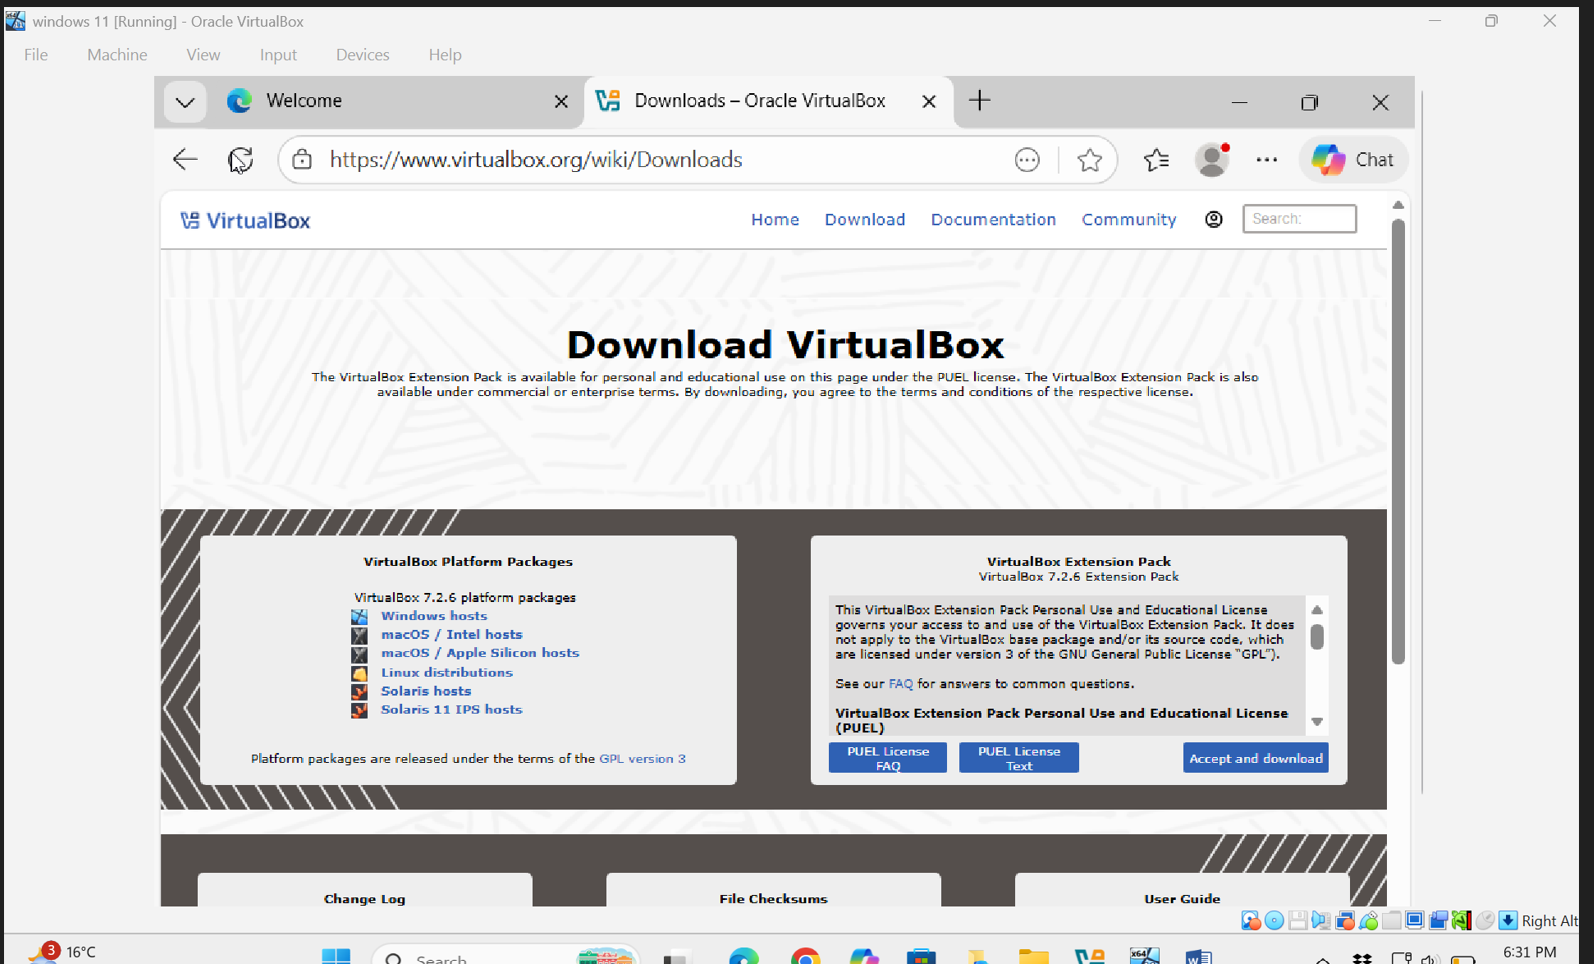 windows 11 [Running] - Oracle VirtualBox
File Machine View Input Devices Help
Welcome
Downloads – Oracle VirtualBox
https://www.virtualbox.org/wiki/Downloads
Chat
VirtualBox
Home Download Documentation Community Search:
Download VirtualBox
The VirtualBox Extension Pack is available for personal and educational use on this page under the PUEL license. The VirtualBox Extension Pack is also
available under commercial or enterprise terms. By downloading, you agree to the terms and conditions of the respective license.
VirtualBox Platform Packages
VirtualBox 7.2.6 platform packages
Windows hosts
macOS / Intel hosts
macOS / Apple Silicon hosts
Linux distributions
Solaris hosts
Solaris 11 IPS hosts
Platform packages are released under the terms of the GPL version 3
VirtualBox Extension Pack
VirtualBox 7.2.6 Extension Pack
This VirtualBox Extension Pack Personal Use and Educational License
governs your access to and use of the VirtualBox Extension Pack. It does
not apply to the VirtualBox base package and/or its source code, which
are licensed under version 3 of the GNU General Public License “GPL”).
See our FAQ for answers to common questions.
VirtualBox Extension Pack Personal Use and Educational License
(PUEL)
PUEL License
FAQ
PUEL License
Text
Accept and download
Change Log
File Checksums
User Guide
Right Alt
3
16°C
Search
x64
6:31 PM